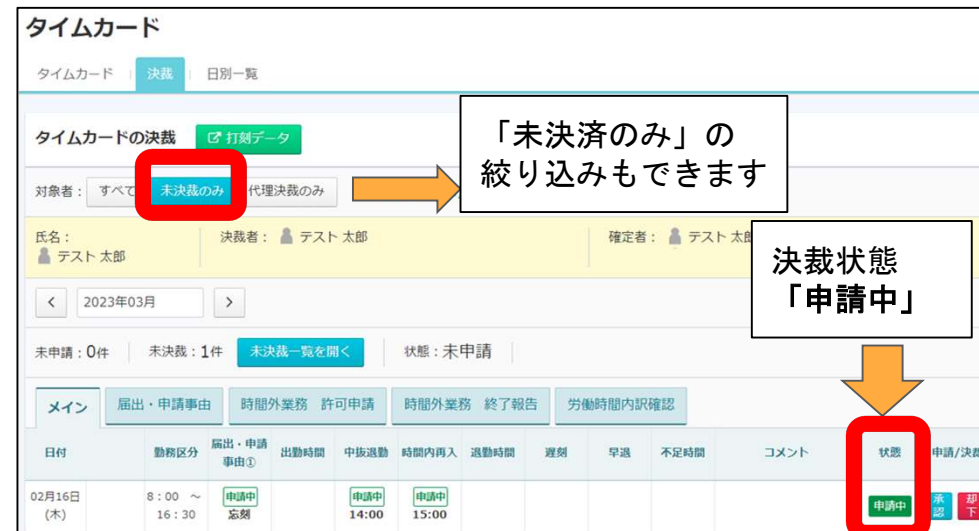 タイムカード
タイムカード 決裁 日別一覧
タイムカードの決裁 打刻データ
「未決済のみ」の
絞り込みもできます
対象者： すべて 未決裁のみ 代理決裁のみ
氏名： 決裁者： テスト 太郎 確定者： テスト 太郎
テスト 太郎
決裁状態
「申請中」
< 2023年03月 >
未申請：0件 未決裁：1件 未決裁一覧を開く 状態：未申請
メイン 届出・申請事由 時間外業務 許可申請 時間外業務 終了報告 労働時間内訳確認
日付 勤務区分 届出・申請事由① 出勤時間 中抜退勤 時間内再入 退勤時間 遅刻 早退 不足時間 コメント 状態 申請/決裁
02月16日 8：00 ～ 申請中 申請中 申請中 申請中 承認 却下
(木) 16：30 忘刻 14:00 15:00